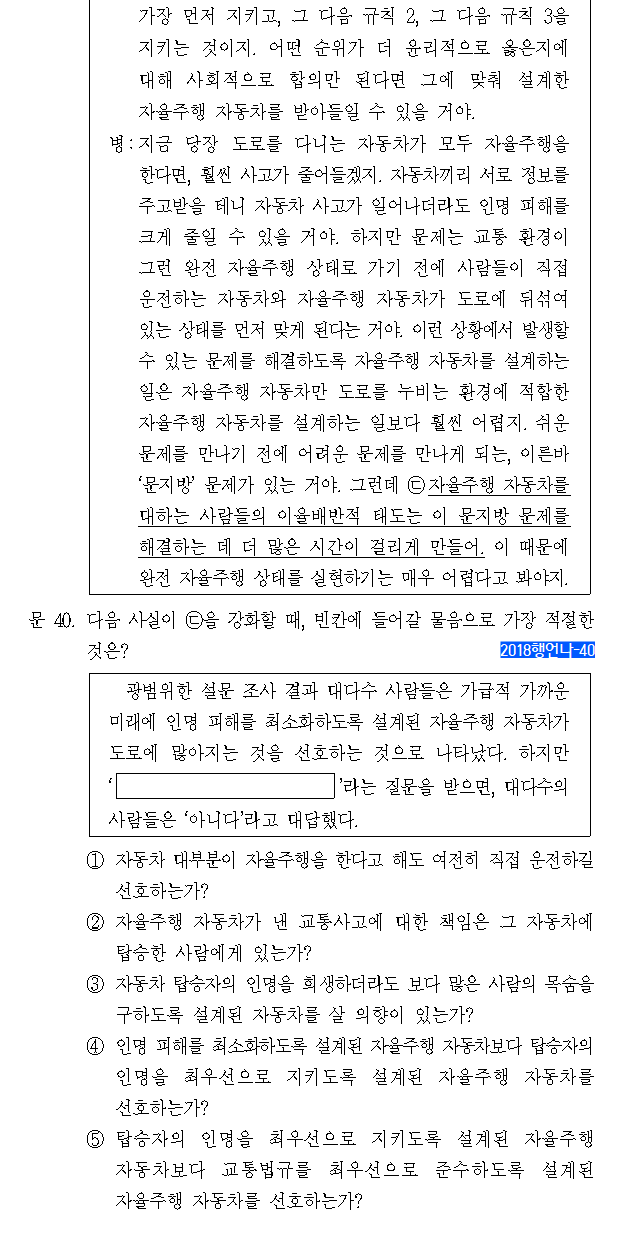 가장 먼저 지키고, 그 다음 규칙 2, 그 다음 규칙 3을
지키는 것이지. 어떤 순위가 더 윤리적으로 옳은지에
대해 사회적으로 합의만 된다면 그에 맞춰 설계한
자율주행 자동차를 받아들일 수 있을 거야.
병:지금 당장 도로를 다니는 자동차가 모두 자율주행을
한다면, 훨씬 사고가 줄어들겠지. 자동차끼리 서로 정보를
주고받을 테니 자동차 사고가 일어나더라도 인명 피해를
크게 줄일 수 있을 거야. 하지만 문제는 교통 환경이
그런 완전 자율주행 상태로 가기 전에 사람들이 직접
운전하는 자동차와 자율주행 자동차가 도로에 뒤섞여
있는 상태를 먼저 맞게 된다는 거야. 이런 상황에서 발생할
수 있는 문제를 해결하도록 자율주행 자동차를 설계하는
일은 자율주행 자동차만 도로를 누비는 환경에 적합한
자율주행 자동차를 설계하는 일보다 훨씬 어렵지. 쉬운
문제를 만나기 전에 어려운 문제를 만나게 되는, 이른바
‘문지방’ 문제가 있는 거야. 그런데 ㉢자율주행 자동차를
대하는 사람들의 이율배반적 태도는 이 문지방 문제를
해결하는 데 더 많은 시간이 걸리게 만들어. 이 때문에
완전 자율주행 상태를 실현하기는 매우 어렵다고 봐야지.
문 40. 다음 사실이 ㉢을 강화할 때, 빈칸에 들어갈 물음으로 가장 적절한
것은?
2018행언나-40
광범위한 설문 조사 결과 대다수 사람들은 가급적 가까운
미래에 인명 피해를 최소화하도록 설계된 자율주행 자동차가
도로에 많아지는 것을 선호하는 것으로 나타났다. 하지만
‘ ’라는 질문을 받으면, 대다수의
사람들은 ‘아니다’라고 대답했다.
① 자동차 대부분이 자율주행을 한다고 해도 여전히 직접 운전하길
선호하는가?
② 자율주행 자동차가 낸 교통사고에 대한 책임은 그 자동차에
탑승한 사람에게 있는가?
③ 자동차 탑승자의 인명을 희생하더라도 보다 많은 사람의 목숨을
구하도록 설계된 자동차를 살 의향이 있는가?
④ 인명 피해를 최소화하도록 설계된 자율주행 자동차보다 탑승자의
인명을 최우선으로 지키도록 설계된 자율주행 자동차를
선호하는가?
⑤ 탑승자의 인명을 최우선으로 지키도록 설계된 자율주행
자동차보다 교통법규를 최우선으로 준수하도록 설계된
자율주행 자동차를 선호하는가?